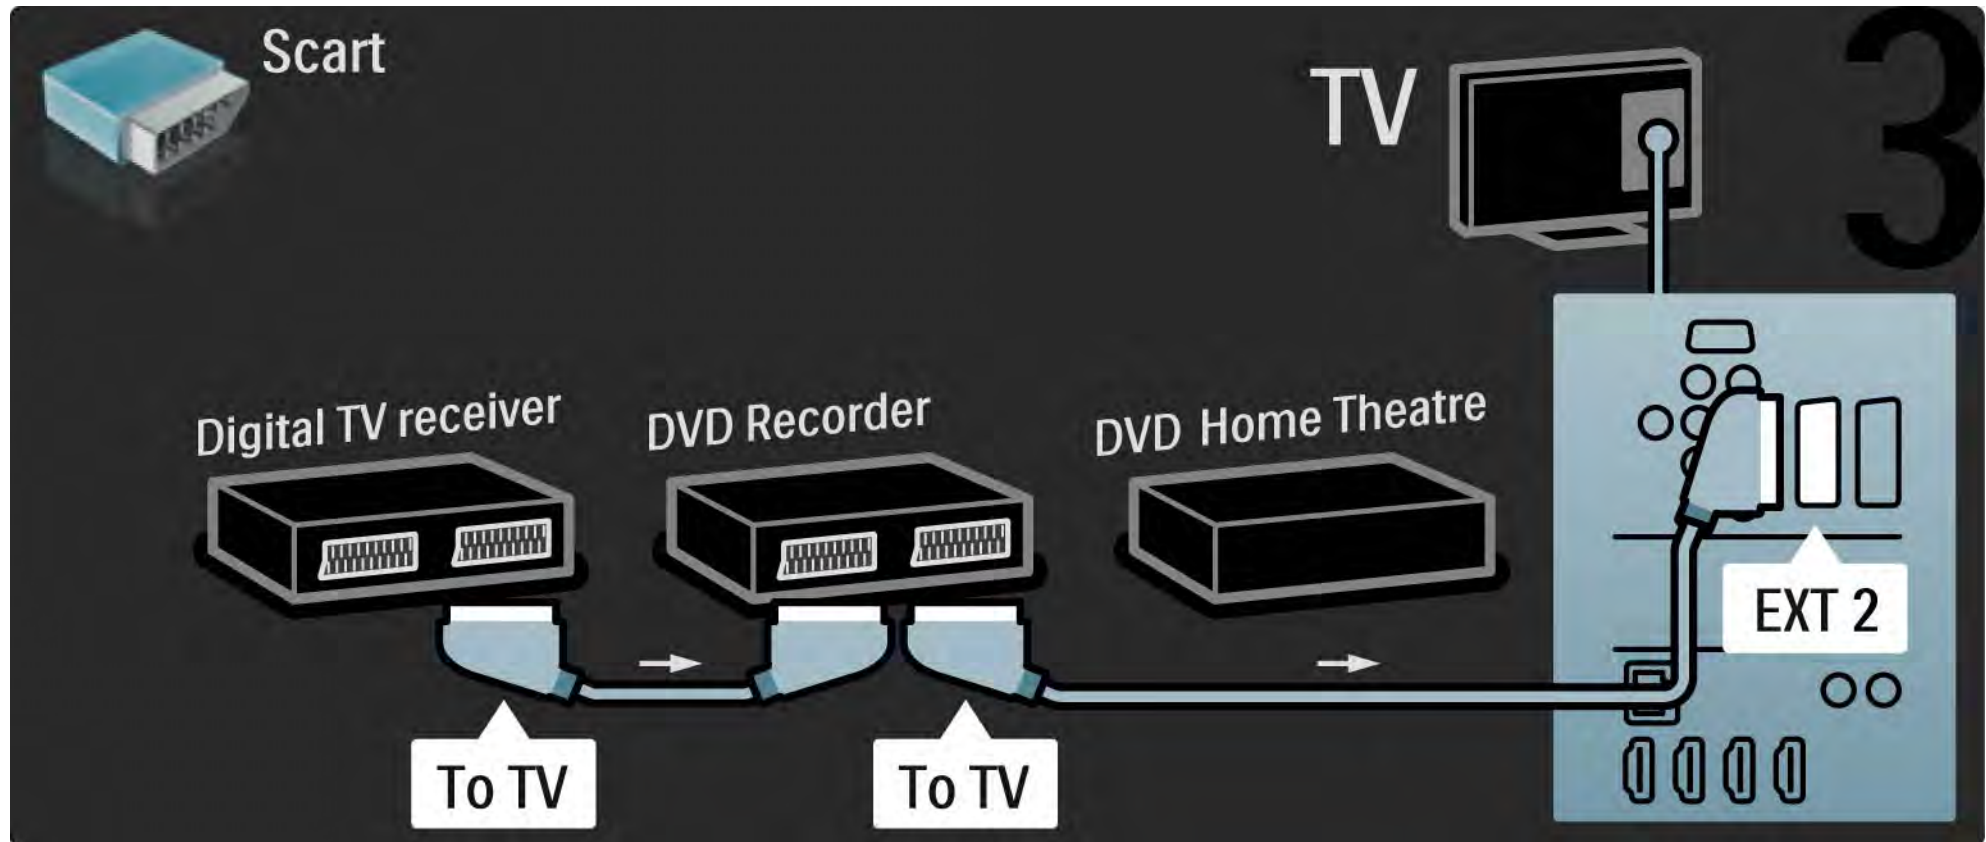 Scart
TV
3
Digital TV receiver
DVD Recorder
DVD Home Theatre
EXT 2
To TV
To TV